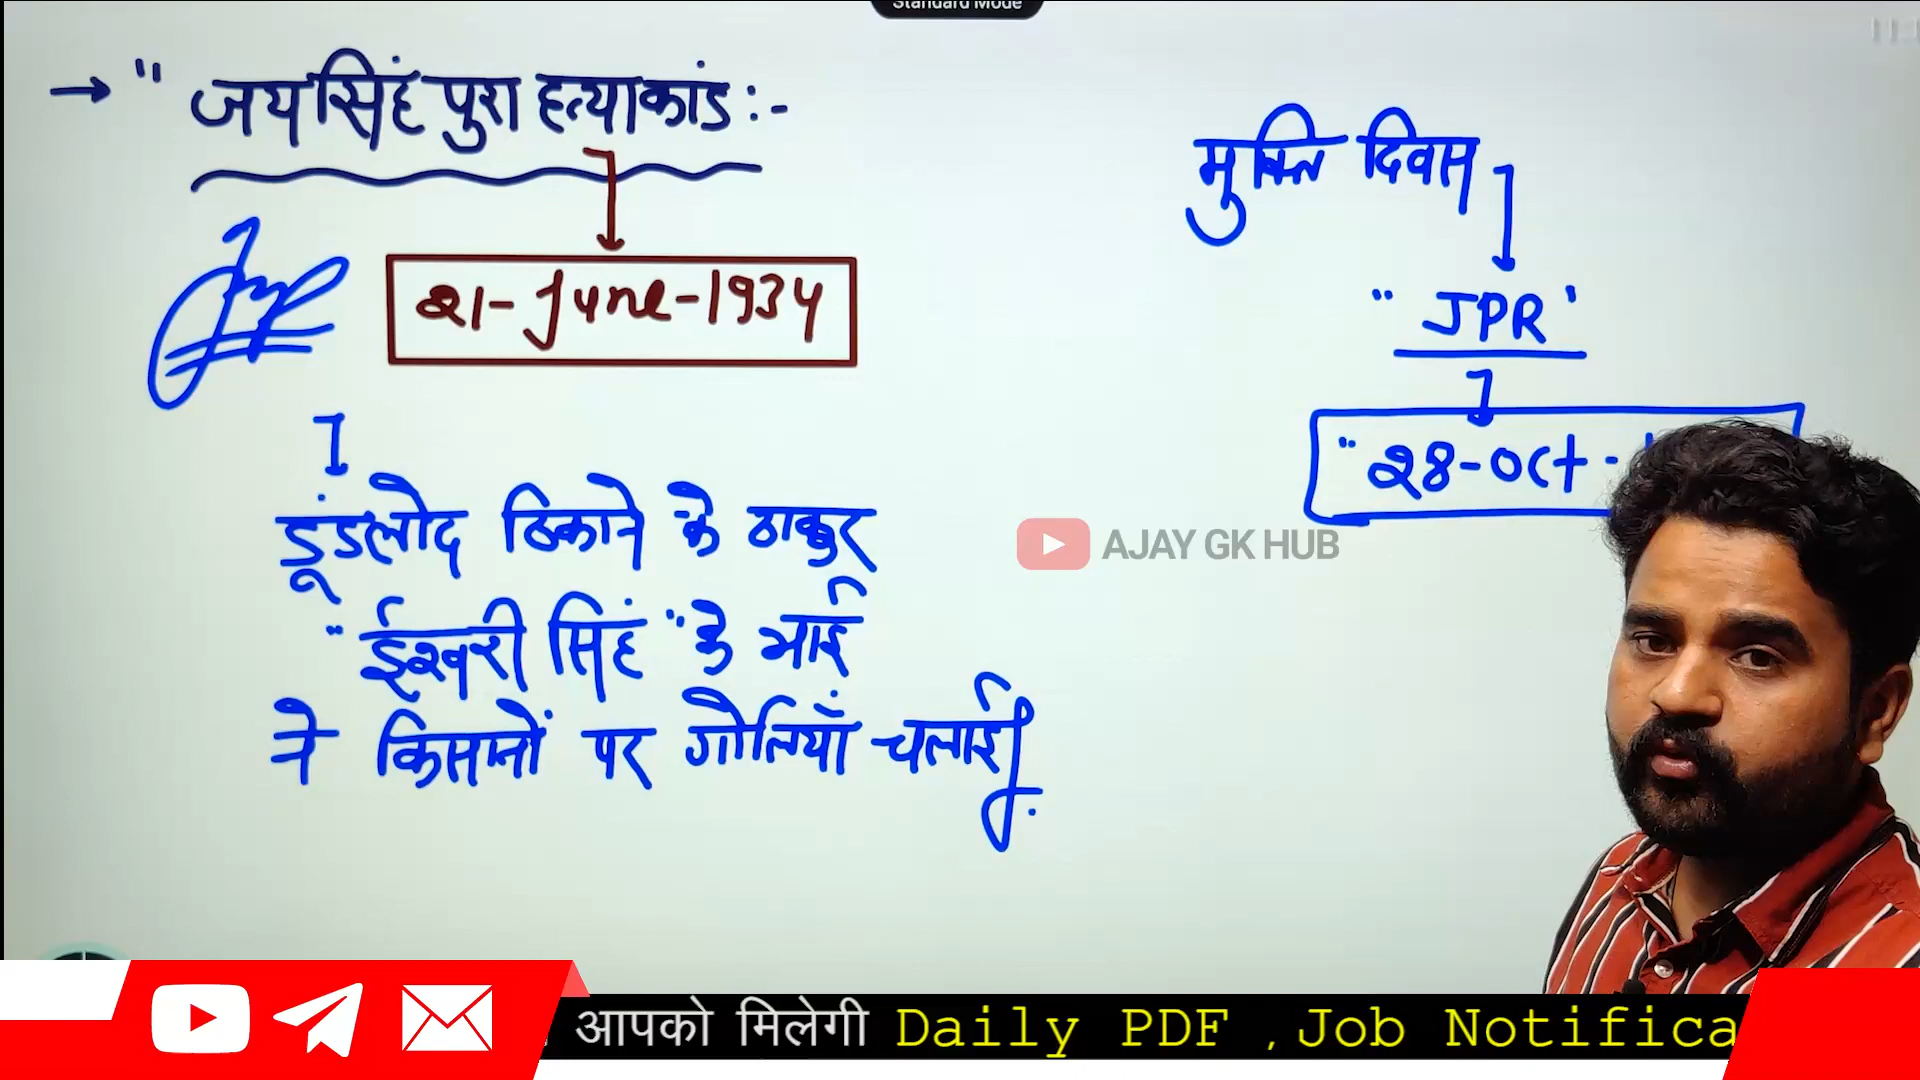 Standard Mode
→ " जयसिंह पुरा हत्याकांड :-
21-June-1934
डूंडलोद ठिकाने के ठाकुर
"ईश्वरी सिंह" के भाई
ने किसानों पर गोलियाँ चलाई
मुक्ति दिवस
"JPR'
"28-Oct-
AJAY GK HUB
आपको मिलेगी Daily PDF ,Job Notifica